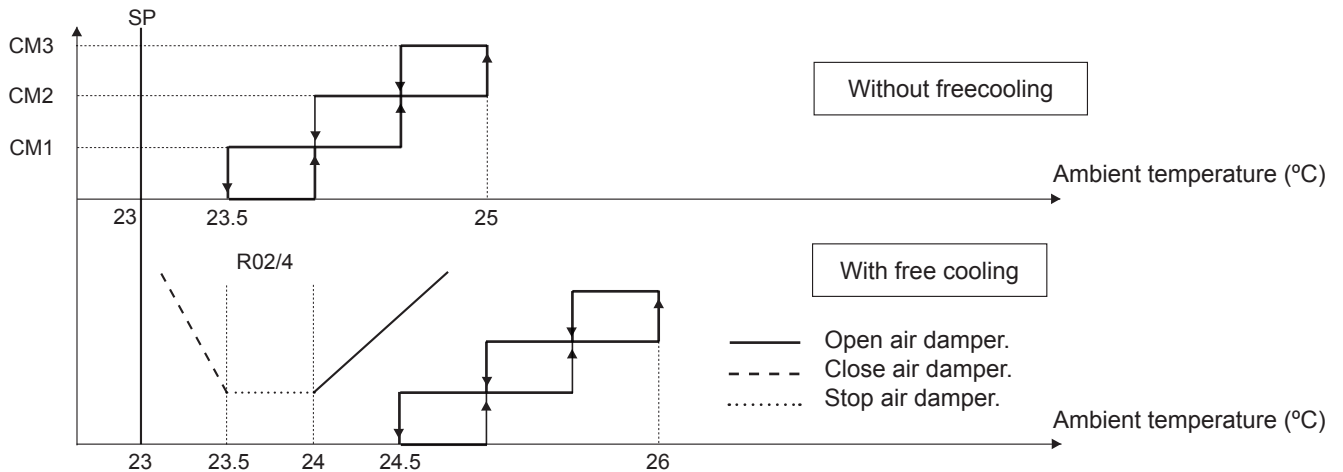 SP
CM3
CM2
CM1
Without freecooling
Ambient temperature (ºC)
23
23.5
25
R02/4
With free cooling
Open air damper.
Close air damper.
Stop air damper.
Ambient temperature (ºC)
23
23.5
24
24.5
26